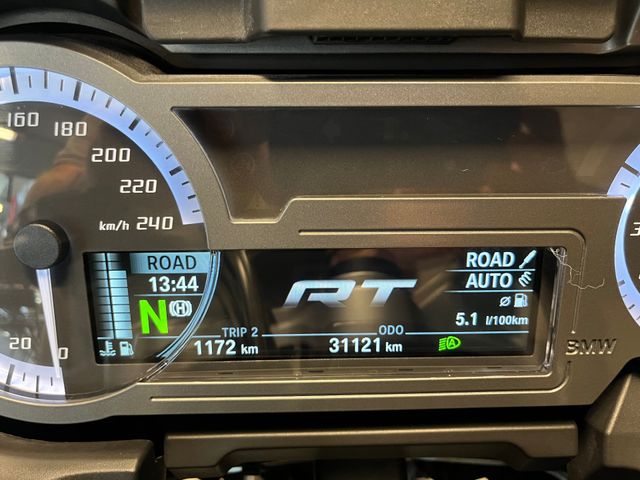 160
180
200
220
km/h 240
20
0
ROAD
13:44
N (H)
RT
ROAD
AUTO
Ø
5.1 l/100km
TRIP 2
1172 km
ODO
31121 km
A
BMW
3